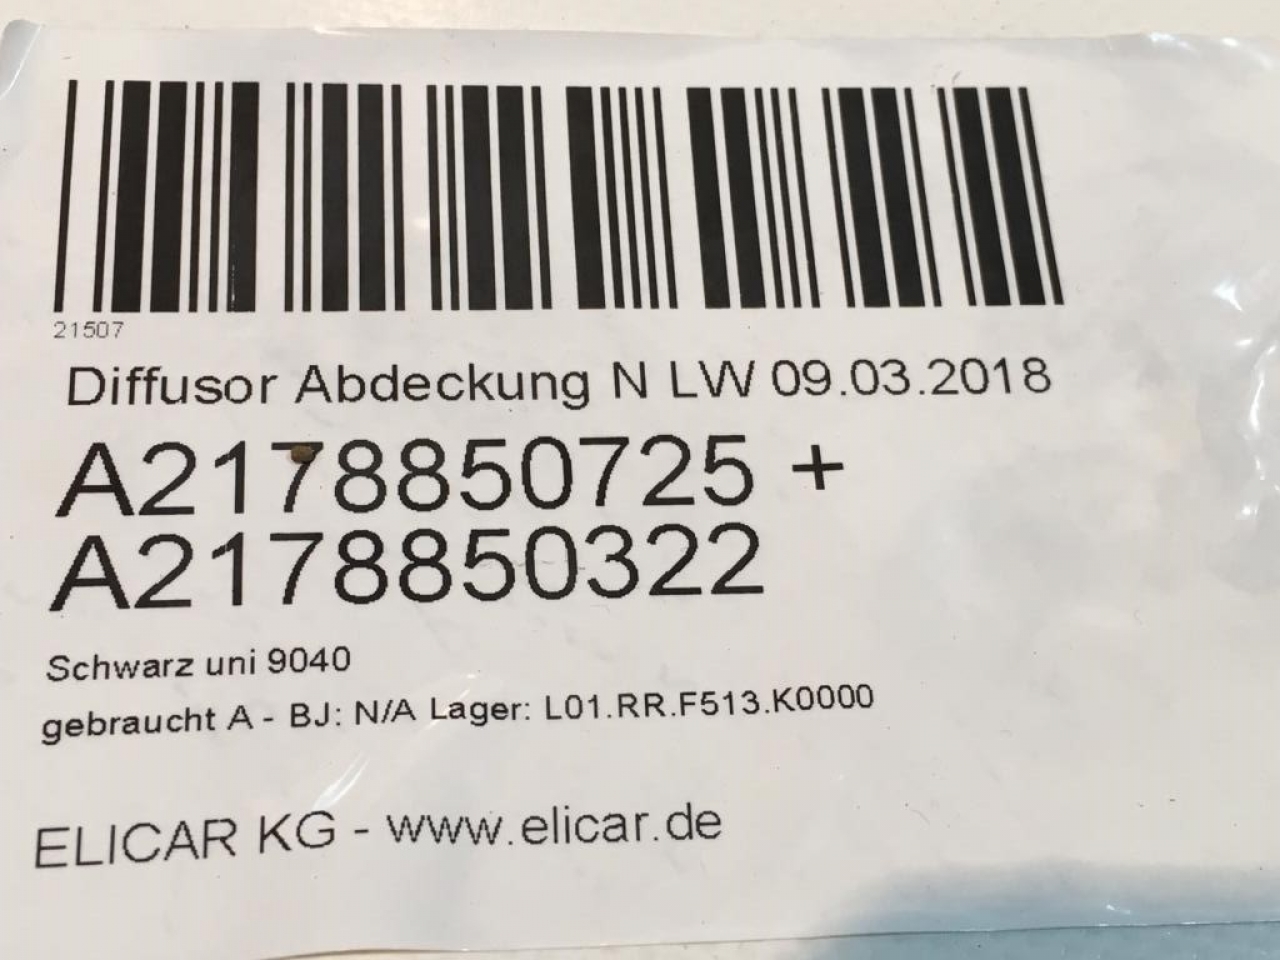 21507
Diffusor Abdeckung N LW 09.03.2018
A2178850725 +
A2178850322
Schwarz uni 9040
gebraucht A - BJ: N/A Lager: L01.RR.F513.K0000
ELICAR KG - www.elicar.de